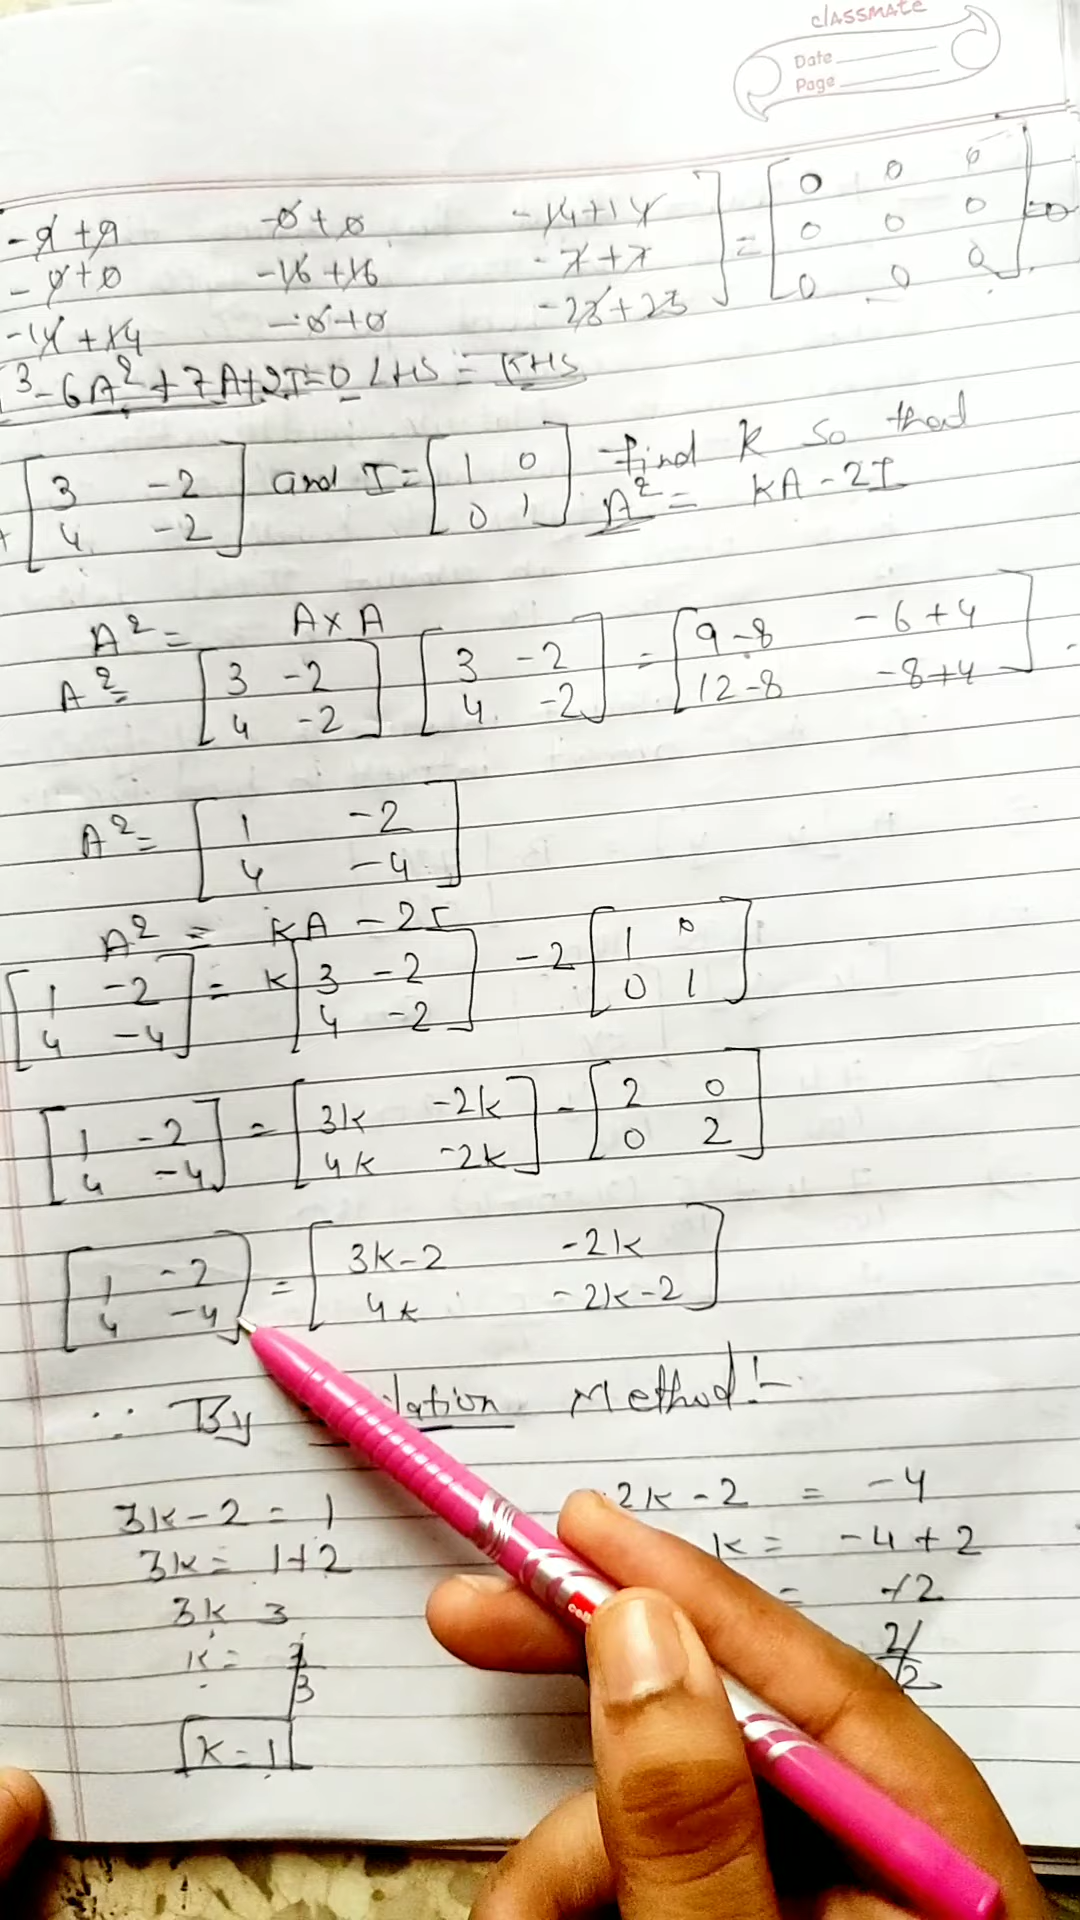 classmate
Date
Page
-9+9 -0+0 -14+14 = [0 0 0
-0+0 -16+16 -7+7 0 0 0 =0
-14+14 -0+0 -23+23 ] 0 0 0]
3-6A²+7A+2I=0 LHS = RHS
[3 -2 and I= [1 0 find k so that
4 -2] 0 1] A² = KA-2I
A² = A×A
A² = [3 -2 [3 -2 = [9-8 -6+4
4 -2] 4 -2] 12-8 -8+4]
A² = [1 -2
4 -4]
A² = KA-2I
[1 -2 = K [3 -2 -2 [1 0
4 -4] 4 -2] 0 1]
[1 -2 = [3k -2k - [2 0
4 -4] 4k -2k] 0 2]
[1 -2 = [3k-2 -2k
4 -4] 4k -2k-2]
∵ By Method:-
3k-2 = 1 2k-2 = -4
3k = 1+2 k = -4+2
3k 3 = +2
k = 3/3 2/2
k=1